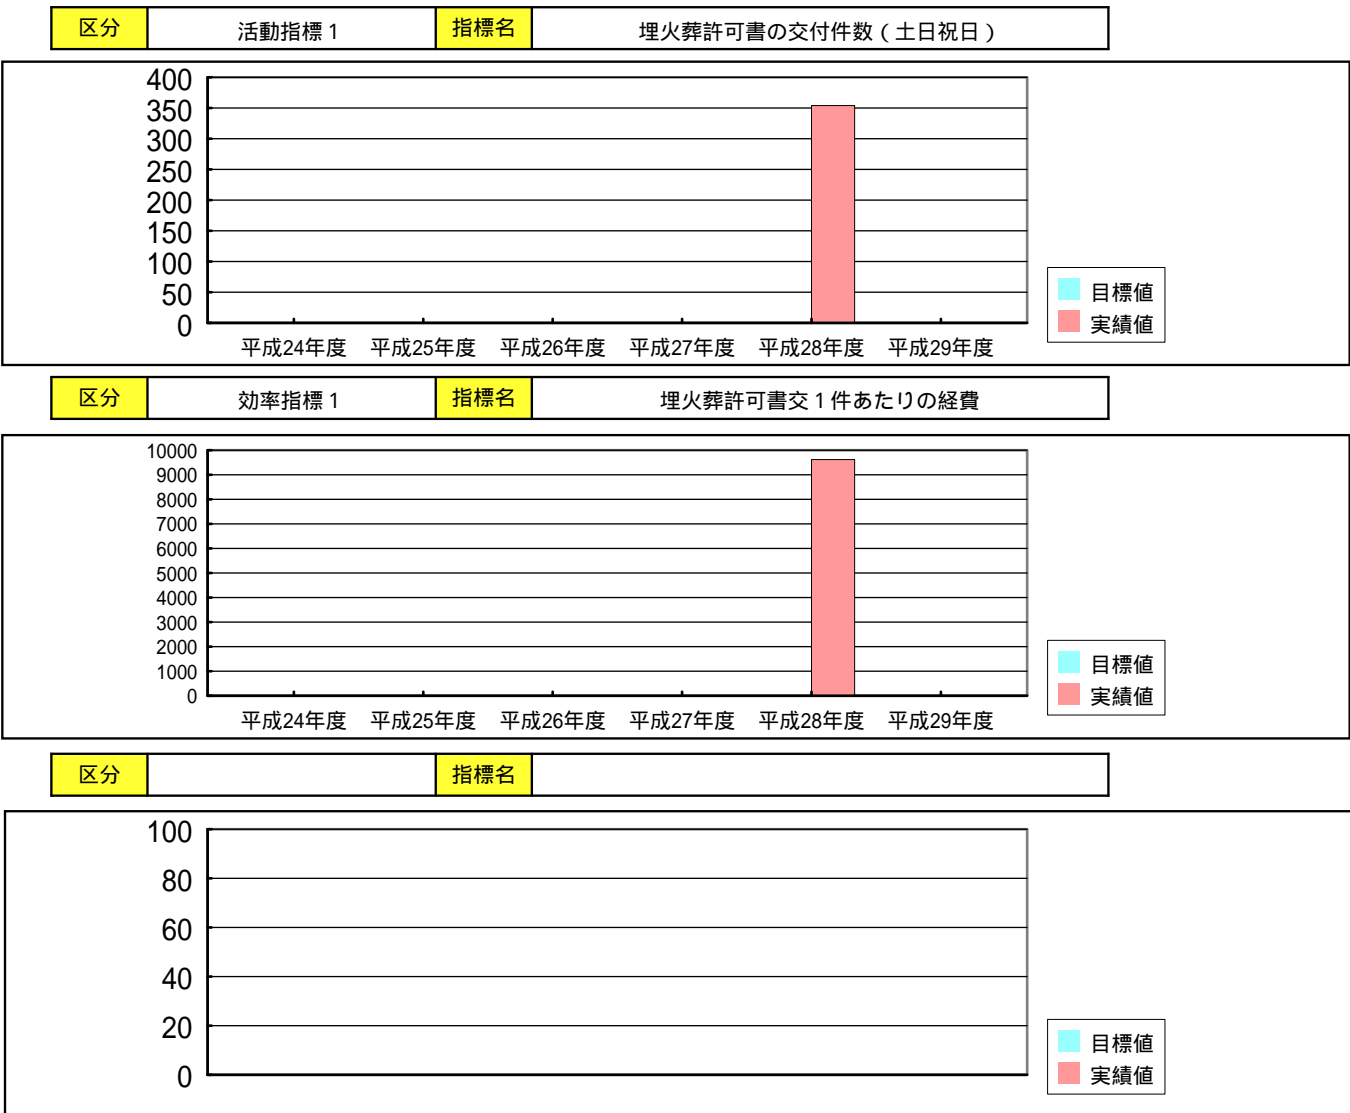 区分 活動指標１ 指標名 埋火葬許可書の交付件数（土日祝日）
400
350
300
250
200
150
100
50
0
平成24年度 平成25年度 平成26年度 平成27年度 平成28年度 平成29年度
目標値
実績値
区分 効率指標１ 指標名 埋火葬許可書交１件あたりの経費
10000
9000
8000
7000
6000
5000
4000
3000
2000
1000
0
平成24年度 平成25年度 平成26年度 平成27年度 平成28年度 平成29年度
目標値
実績値
区分 指標名
100
80
60
40
20
0
目標値
実績値